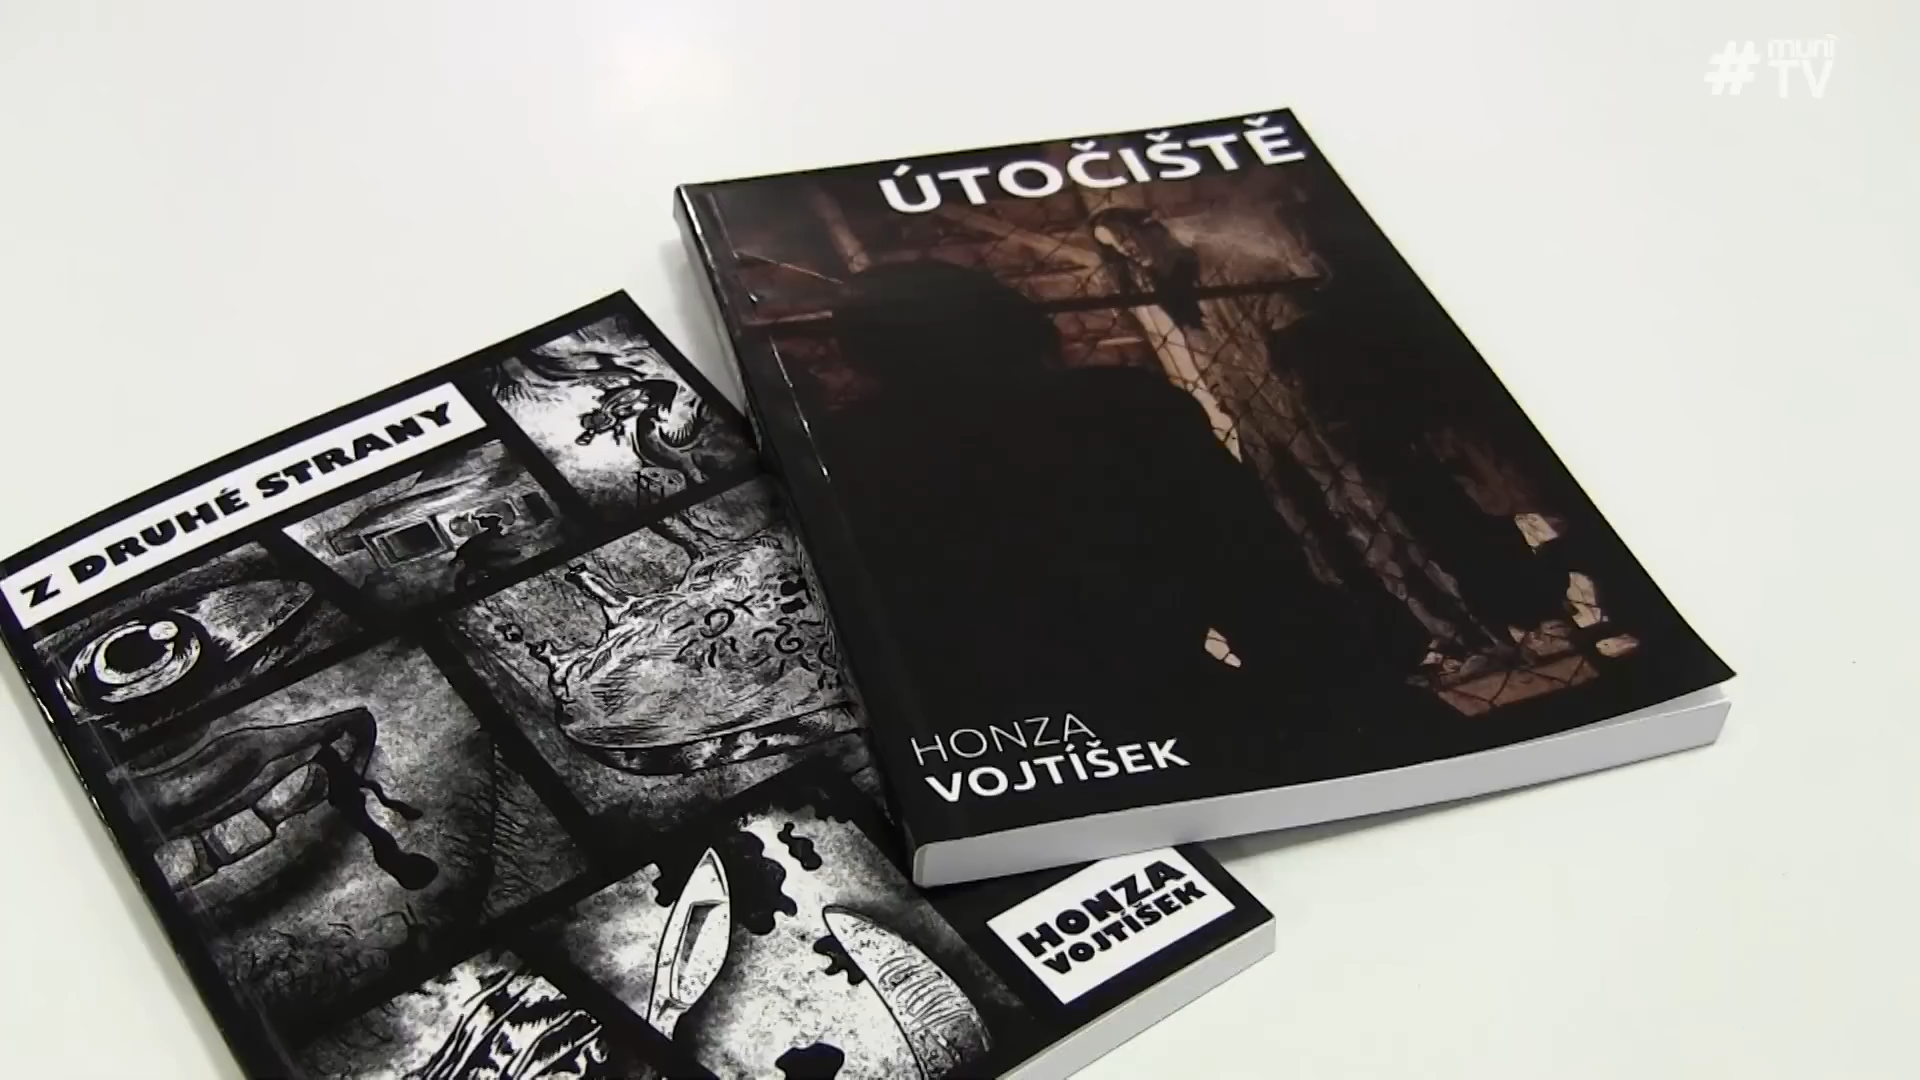 #muni
TV
ÚTOČIŠTĚ
HONZA
VOJTÍŠEK
Z DRUHÉ STRANY
HONZA
VOJTÍŠEK